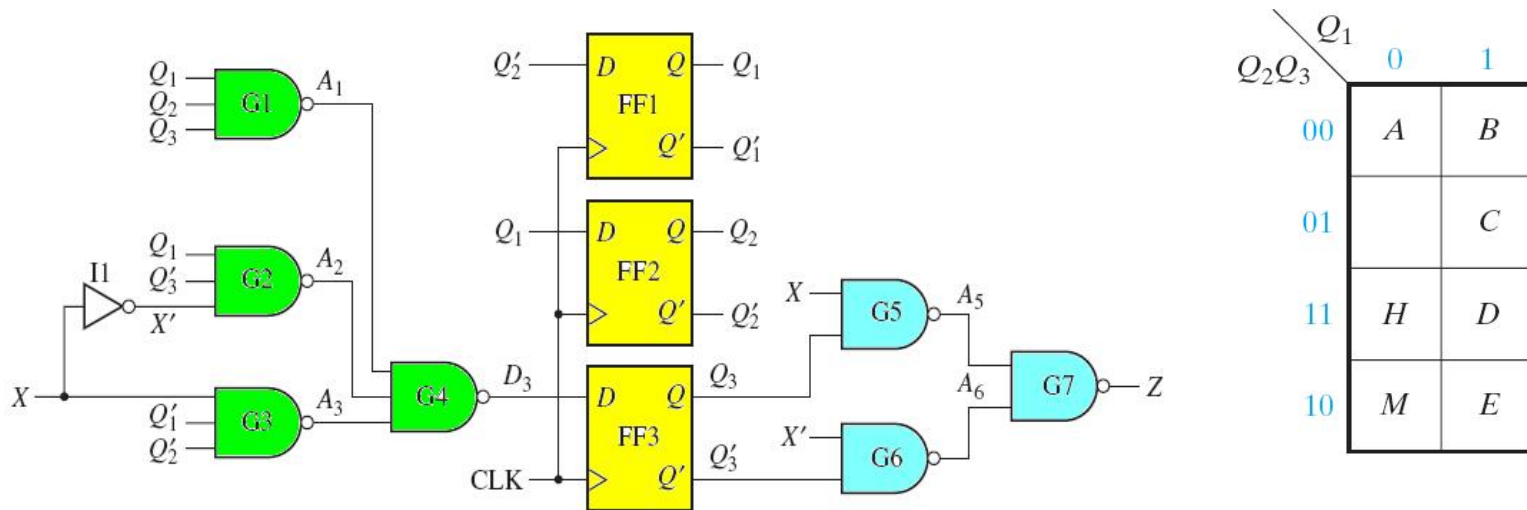 Q1
Q2
Q3
G1
A1
Q1
Q3′
I1
X′
G2
A2
X
Q1′
Q2′
G3
A3
G4
D3
Q2′
D
Q
Q1
FF1
Q′
Q1′
Q1
D
Q
Q2
FF2
Q′
Q2′
D
Q
Q3
FF3
Q′
Q3′
CLK
X
G5
A5
X′
G6
A6
G7
Z
Q1
Q2Q3
0 1
00 A B
01 C
11 H D
10 M E